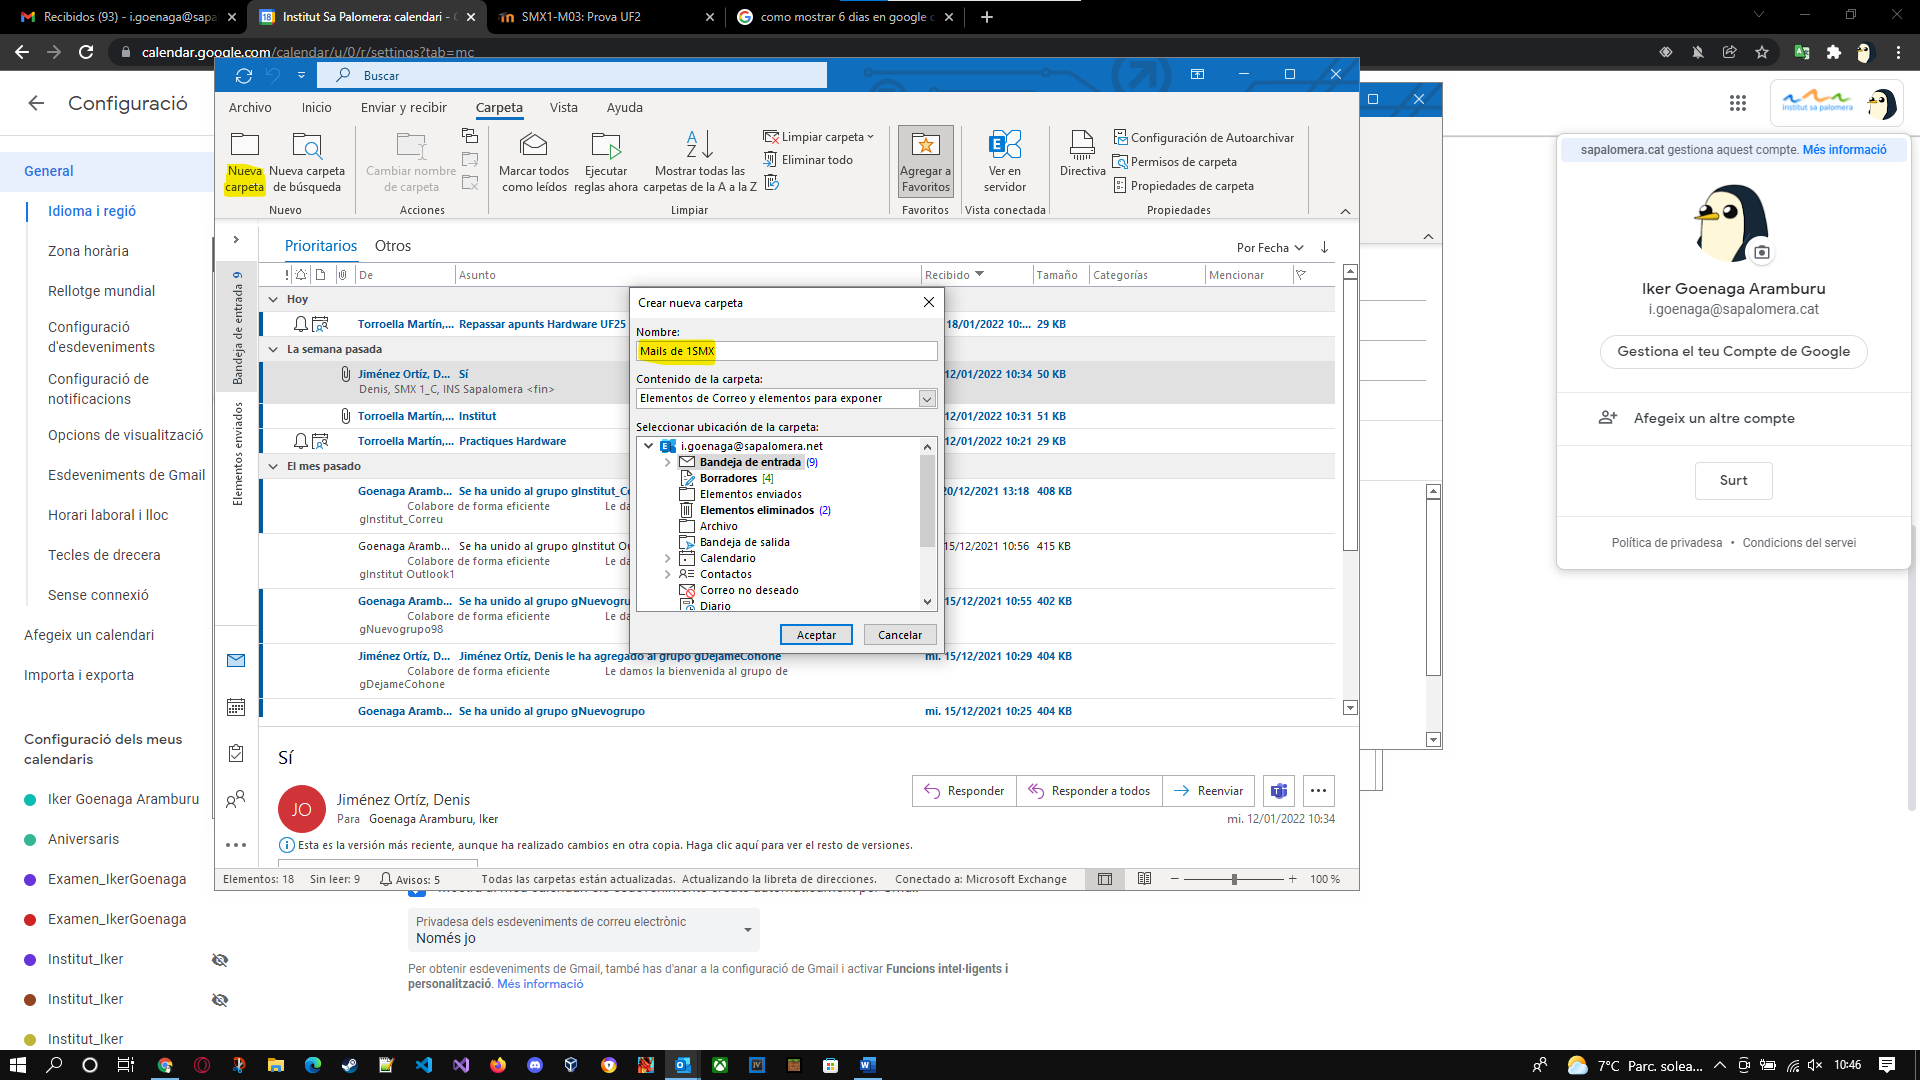 Recibidos (93) - i.goenaga@sapa
Institut Sa Palomera: calendari - C
SMX1-M03: Prova UF2
como mostrar 6 dias en google c
calendar.google.com/calendar/u/0/r/settings?tab=mc
Configuració
General
Idioma i regió
Zona horària
Rellotge mundial
Configuració
d'esdeveniments
Configuració de
notificacions
Opcions de visualització
Esdeveniments de Gmail
Horari laboral i lloc
Tecles de drecera
Sense connexió
Afegeix un calendari
Importa i exporta
Configuració dels meus
calendaris
Iker Goenaga Aramburu
Aniversaris
Examen_IkerGoenaga
Examen_IkerGoenaga
Institut_Iker
Institut_Iker
Institut_Iker
Buscar
Archivo Inicio Enviar y recibir Carpeta Vista Ayuda
Nueva
carpeta
Nueva carpeta
de búsqueda
Nuevo
Cambiar nombre
de carpeta
Acciones
Marcar todos
como leídos
Ejecutar
reglas ahora
Mostrar todas las
carpetas de la A a la Z
Limpiar carpeta
Eliminar todo
Limpiar
Agregar a
Favoritos
Favoritos
Ver en
servidor
Vista conectada
Directiva
Configuración de Autoarchivar
Permisos de carpeta
Propiedades de carpeta
Propiedades
Bandeja de entrada 9
Elementos enviados
Prioritarios Otros
Por Fecha
De Asunto Recibido Tamaño Categorías Mencionar
Hoy
Torroella Martín,... Repassar apunts Hardware UF25 18/01/2022 10:... 29 KB
La semana pasada
Jiménez Ortíz, D... Sí 12/01/2022 10:34 50 KB
Denis, SMX 1_C, INS Sapalomera <fin>
Torroella Martín,... Institut 12/01/2022 10:31 51 KB
Torroella Martín,... Practiques Hardware 12/01/2022 10:21 29 KB
El mes pasado
Goenaga Aramb... Se ha unido al grupo gInstitut_Co 20/12/2021 13:18 408 KB
Colabore de forma eficiente Le da
gInstitut_Correu
Goenaga Aramb... Se ha unido al grupo gInstitut Ou 15/12/2021 10:56 415 KB
Colabore de forma eficiente Le da
gInstitut Outlook1
Goenaga Aramb... Se ha unido al grupo gNuevogru 15/12/2021 10:55 402 KB
Colabore de forma eficiente Le da
gNuevogrupo98
Jiménez Ortíz, D... Jiménez Ortíz, Denis le ha agregado al grupo gDejameCohone mi. 15/12/2021 10:29 404 KB
Colabore de forma eficiente Le damos la bienvenida al grupo de
gDejameCohone
Goenaga Aramb... Se ha unido al grupo gNuevogrupo mi. 15/12/2021 10:25 404 KB
Crear nueva carpeta
Nombre:
Mails de 1SMX
Contenido de la carpeta:
Elementos de Correo y elementos para exponer
Seleccionar ubicación de la carpeta:
i.goenaga@sapalomera.net
Bandeja de entrada (9)
Borradores [4]
Elementos enviados
Elementos eliminados (2)
Archivo
Bandeja de salida
Calendario
Contactos
Correo no deseado
Diario
Aceptar Cancelar
Sí
JO
Jiménez Ortíz, Denis
Para Goenaga Aramburu, Iker
Responder
Responder a todos
Reenviar
mi. 12/01/2022 10:34
Esta es la versión más reciente, aunque ha realizado cambios en otra copia. Haga clic aquí para ver el resto de versiones.
Elementos: 18 Sin leer: 9 Avisos: 5 Todas las carpetas están actualizadas. Actualizando la libreta de direcciones. Conectado a: Microsoft Exchange 100 %
Privadesa dels esdeveniments de correu electrònic
Només jo
Per obtenir esdeveniments de Gmail, també has d'anar a la configuració de Gmail i activar Funcions intel·ligents i
personalització. Més informació
institut sa palomera
sapalomera.cat gestiona aquest compte. Més informació
Iker Goenaga Aramburu
i.goenaga@sapalomera.cat
Gestiona el teu Compte de Google
Afegeix un altre compte
Surt
Política de privadesa • Condicions del servei
7°C Parc. solea...
10:46